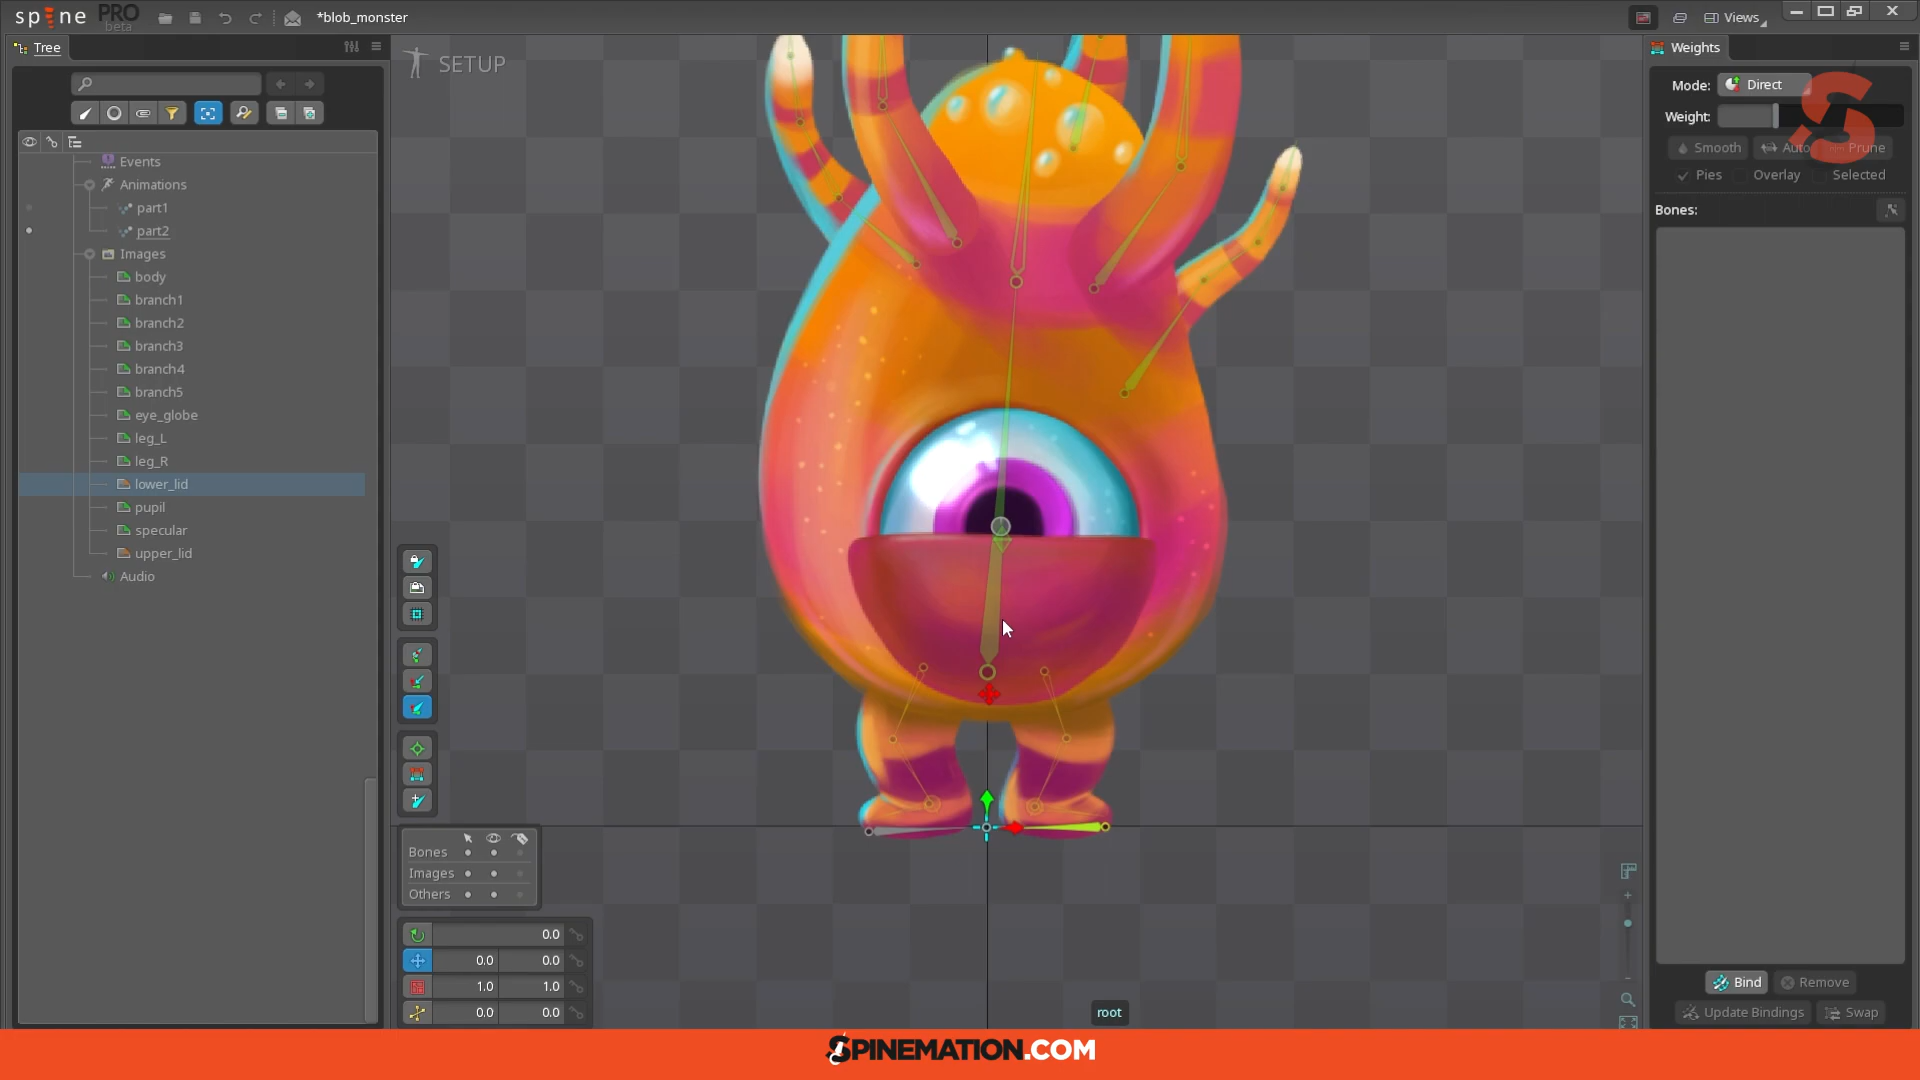 spine PRO beta
*blob_monster
Views
Tree
SETUP
Weights
Mode: Direct
Weight:
Smooth Auto Prune
Pies Overlay Selected
Bones:
Events
Animations
part1
part2
Images
body
branch1
branch2
branch3
branch4
branch5
eye_globe
leg_L
leg_R
lower_lid
pupil
specular
upper_lid
Audio
Bones
Images
Others
0.0
0.0 0.0
1.0 1.0
0.0 0.0
root
Bind Remove
Update Bindings Swap
SPINEMATION.COM